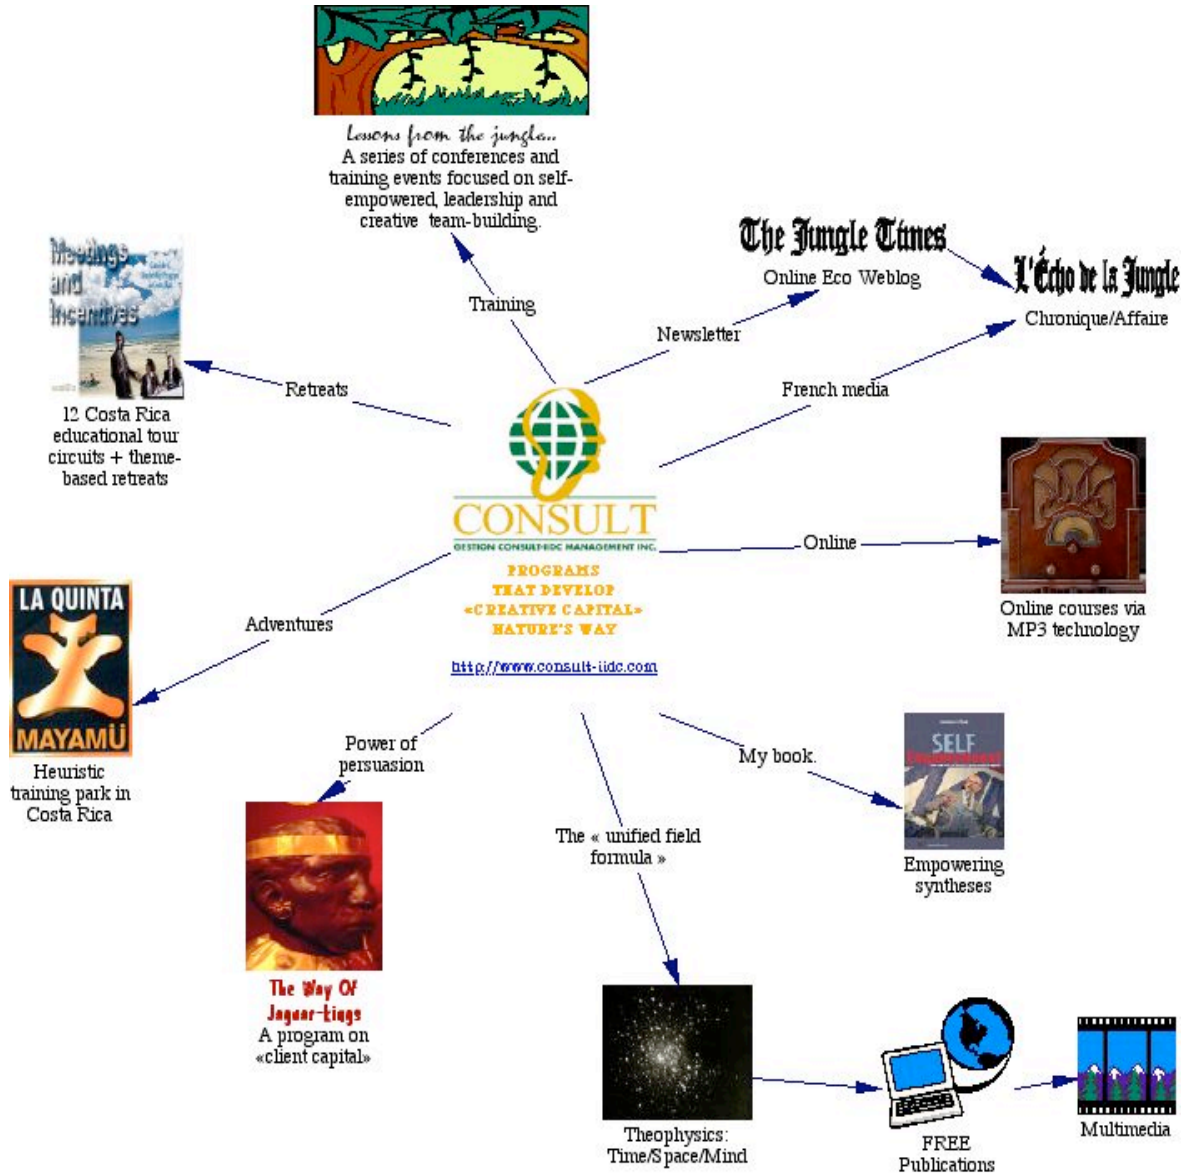 Lessons from the jungle...
A series of conferences and
training events focused on self-
empowered, leadership and
creative team-building.
Training
The Jungle Times
Online Eco Weblog
Newsletter
L'Écho de la Jungle
Chronique/Affaire
French media
Meetings
and
Incentives
Retreats
12 Costa Rica
educational tour
circuits + theme-
based retreats
CONSULT
GESTION CONSULT-IIDC MANAGEMENT INC.
PROGRAMS
THAT DEVELOP
«CREATIVE CAPITAL»
NATURE'S WAY
http://www.consult-iidc.com
Online
Online courses via
MP3 technology
Adventures
LA QUINTA
MAYAMÜ
Heuristic
training park in
Costa Rica
Power of
persuasion
The Way Of
Jaguar-Kings
A program on
«client capital»
My book.
SELF
Empowerment
Empowering
syntheses
The « unified field
formula »
Theophysics:
Time/Space/Mind
FREE
Publications
Multimedia